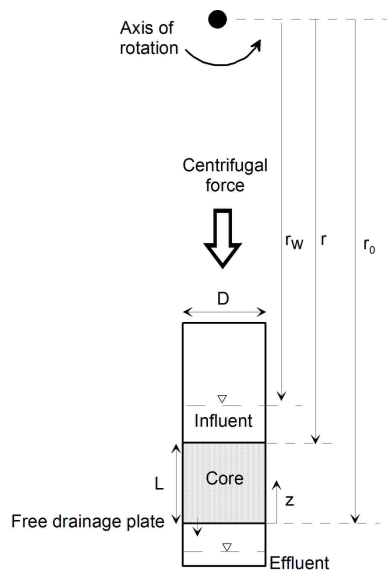 Axis of
rotation
Centrifugal
force
rw
r
r₀
D
Influent
L
Core
z
Free drainage plate
Effluent